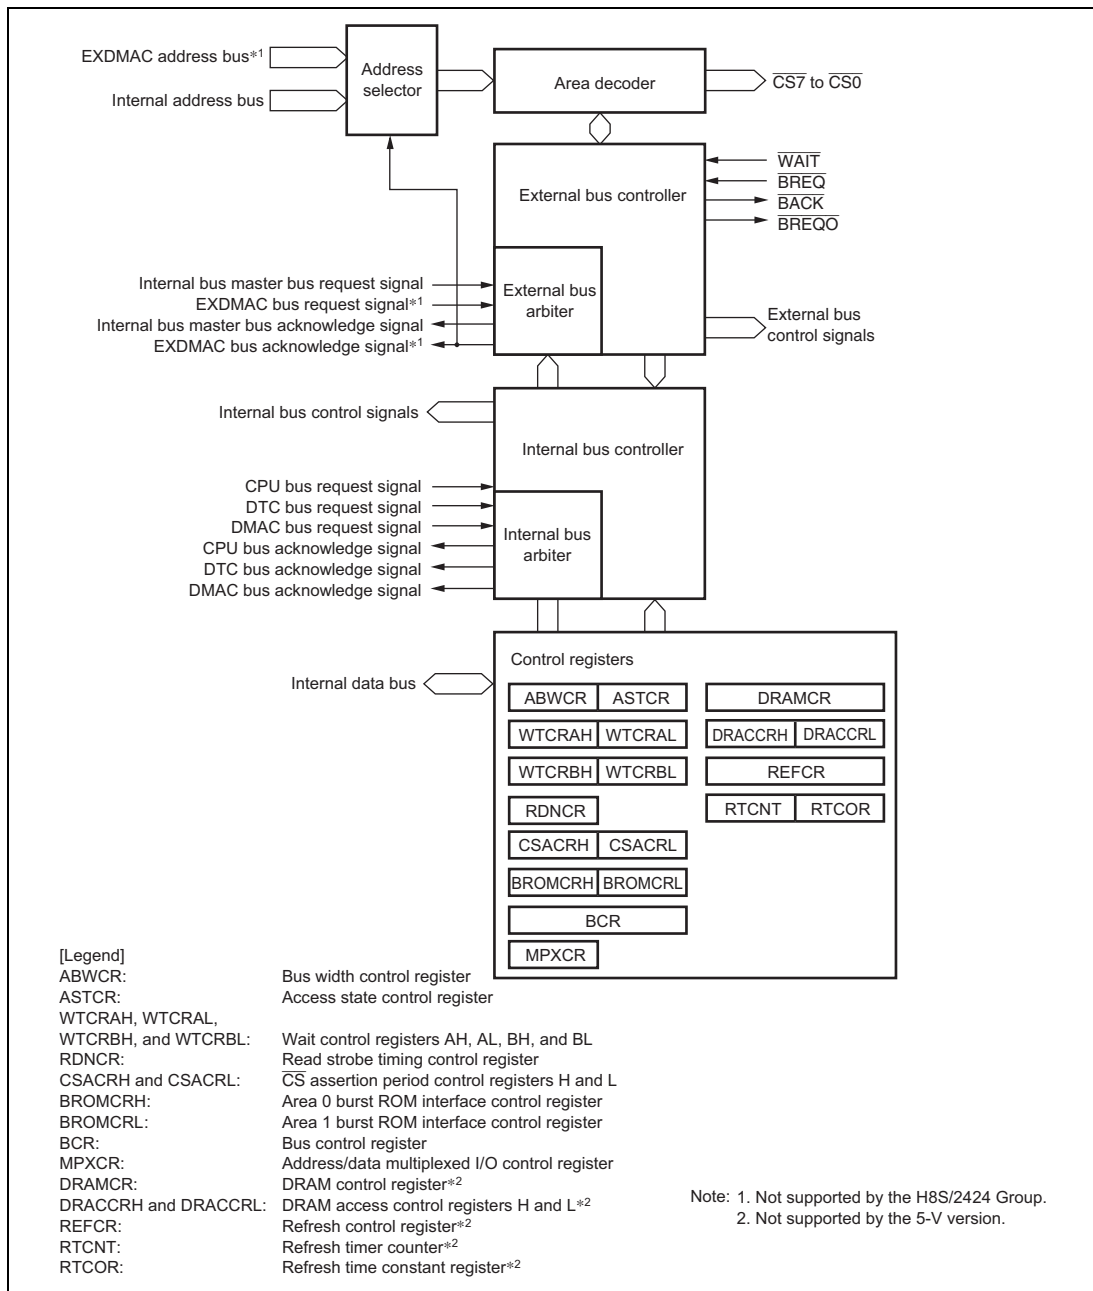 EXDMAC address bus*1
Internal address bus
Address
selector
Area decoder
CS7 to CS0
External bus controller
WAIT
BREQ
BACK
BREQO
Internal bus master bus request signal
EXDMAC bus request signal*1
Internal bus master bus acknowledge signal
EXDMAC bus acknowledge signal*1
External bus
arbiter
External bus
control signals
Internal bus control signals
Internal bus controller
CPU bus request signal
DTC bus request signal
DMAC bus request signal
CPU bus acknowledge signal
DTC bus acknowledge signal
DMAC bus acknowledge signal
Internal bus
arbiter
Internal data bus
Control registers
ABWCR ASTCR DRAMCR
WTCRAH WTCRAL DRACCRH DRACCRL
WTCRBH WTCRBL REFCR
RDNCR RTCNT RTCOR
CSACRH CSACRL
BROMCRH BROMCRL
BCR
MPXCR
[Legend]
ABWCR: Bus width control register
ASTCR: Access state control register
WTCRAH, WTCRAL,
WTCRBH, and WTCRBL: Wait control registers AH, AL, BH, and BL
RDNCR: Read strobe timing control register
CSACRH and CSACRL: CS assertion period control registers H and L
BROMCRH: Area 0 burst ROM interface control register
BROMCRL: Area 1 burst ROM interface control register
BCR: Bus control register
MPXCR: Address/data multiplexed I/O control register
DRAMCR: DRAM control register*2
DRACCRH and DRACCRL: DRAM access control registers H and L*2
REFCR: Refresh control register*2
RTCNT: Refresh timer counter*2
RTCOR: Refresh time constant register*2
Note: 1. Not supported by the H8S/2424 Group.
2. Not supported by the 5-V version.